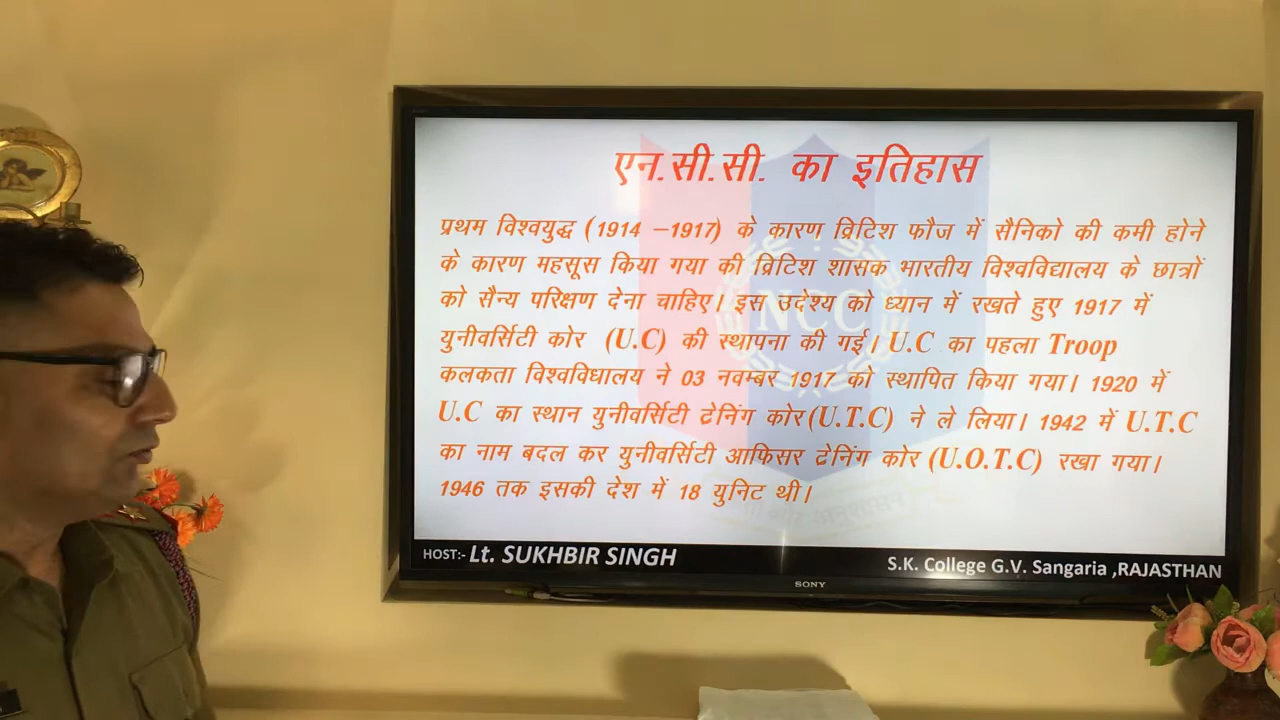 एन.सी.सी. का इतिहास
प्रथम विश्वयुद्ध (1914 –1917) के कारण व्रिटिश फौज में सैनिको की कमी होने
के कारण महसूस किया गया की व्रिटिश शासक भारतीय विश्वविद्यालय के छात्रों
को सैन्य परिक्षण देना चाहिए। इस उदेश्य को ध्यान में रखते हुए 1917 में
युनीवर्सिटी कोर (U.C) की स्थापना की गई। U.C का पहला Troop
कलकता विश्वविधालय ने 03 नवम्बर 1917 को स्थापित किया गया। 1920 में
U.C का स्थान युनीवर्सिटी ट्रेनिंग कोर(U.T.C) ने ले लिया। 1942 में U.T.C
का नाम बदल कर युनीवर्सिटी आफिसर ट्रेनिंग कोर (U.O.T.C) रखा गया।
1946 तक इसकी देश में 18 युनिट थी।
NCC
HOST:- Lt. SUKHBIR SINGH
S.K. College G.V. Sangaria ,RAJASTHAN
SONY